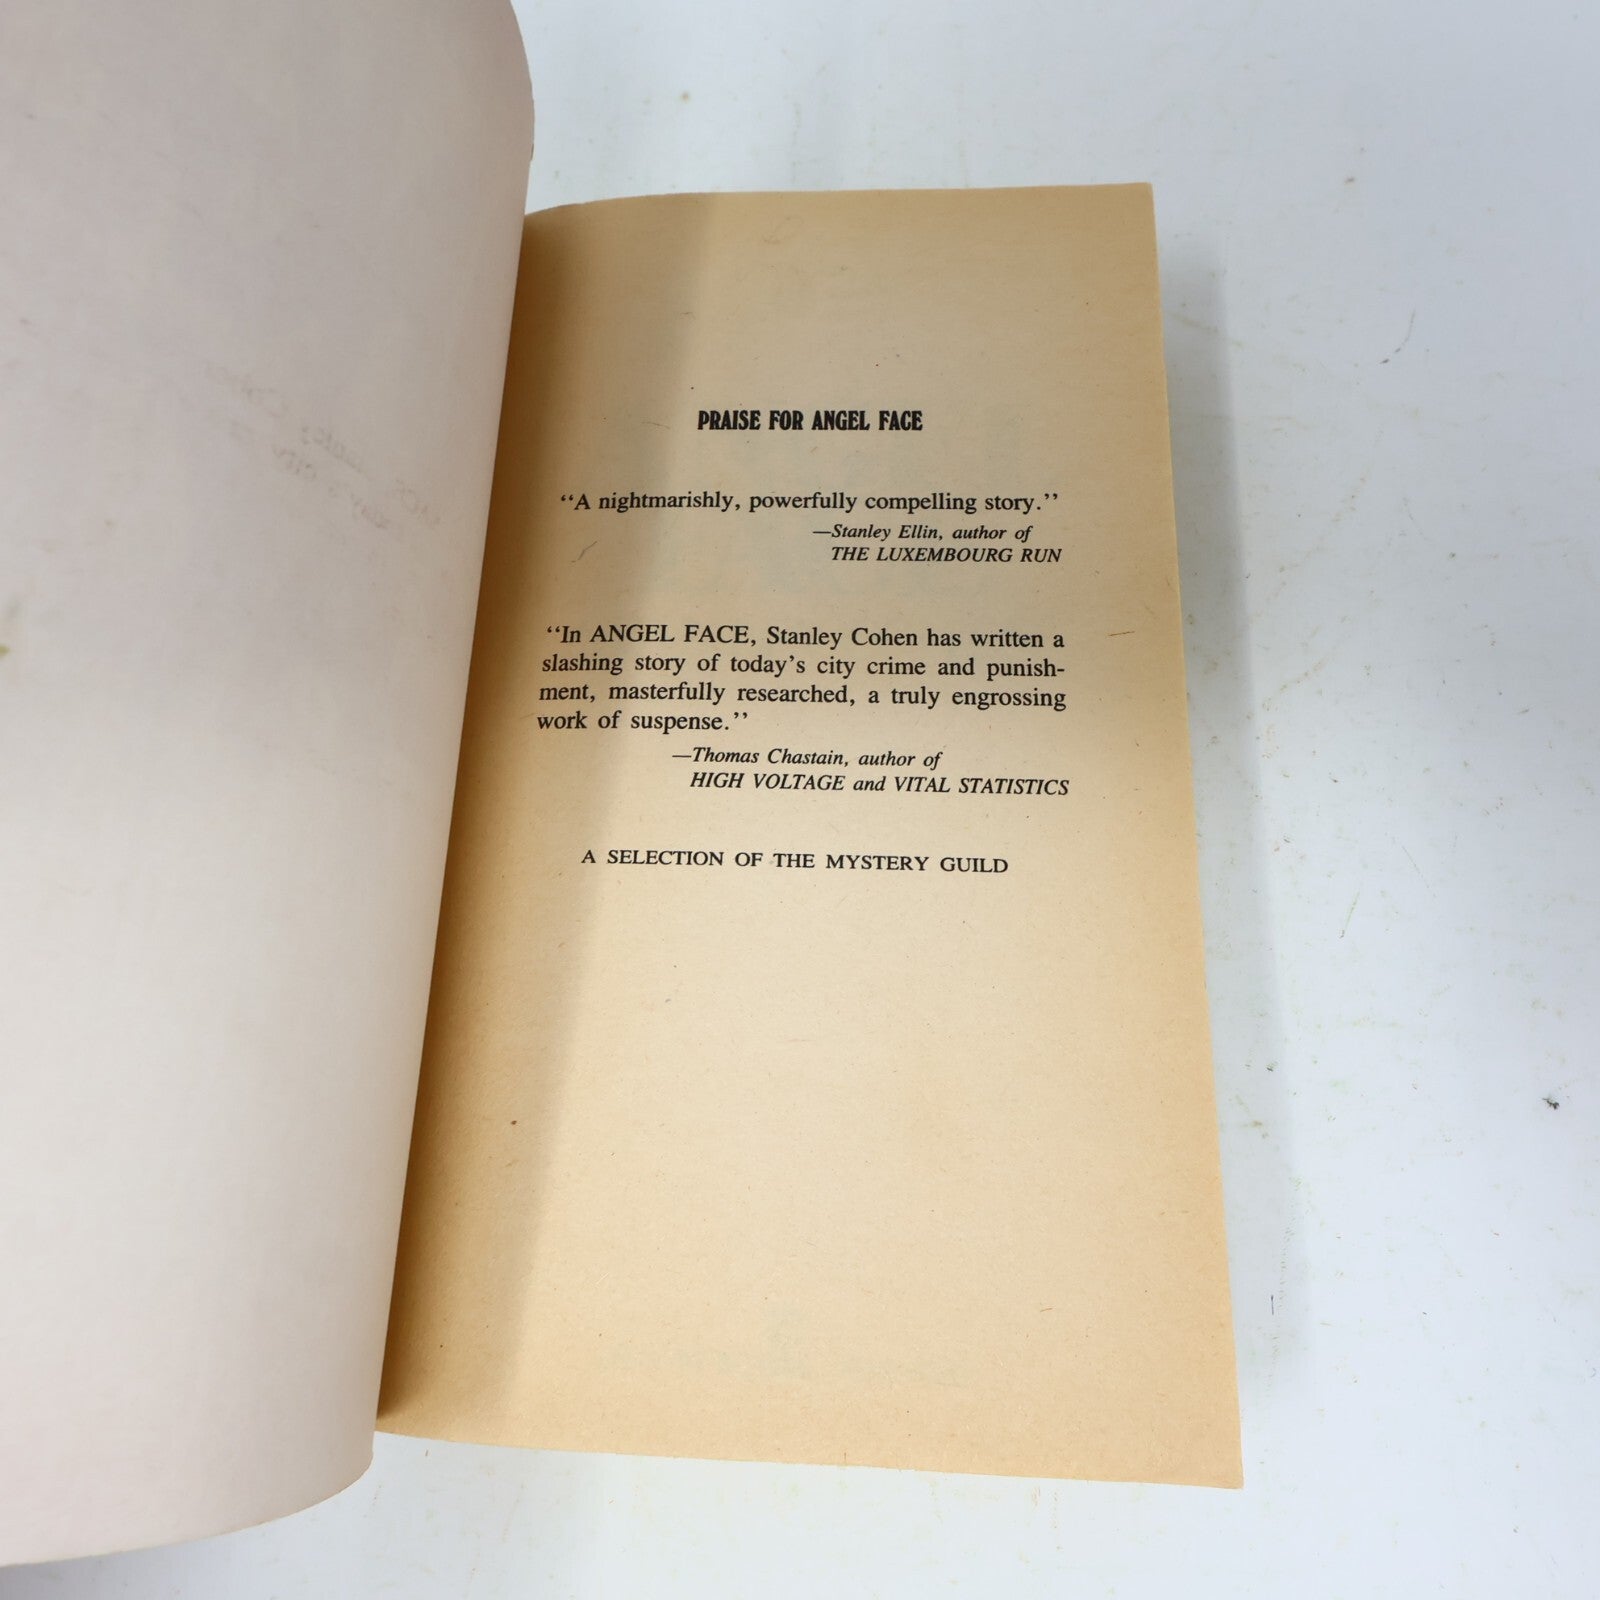 PRAISE FOR ANGEL FACE
‘‘A nightmarishly, powerfully compelling story.’’
—Stanley Ellin, author of
THE LUXEMBOURG RUN
‘‘In ANGEL FACE, Stanley Cohen has written a
slashing story of today’s city crime and punish-
ment, masterfully researched, a truly engrossing
work of suspense.’’
—Thomas Chastain, author of
HIGH VOLTAGE and VITAL STATISTICS
A SELECTION OF THE MYSTERY GUILD